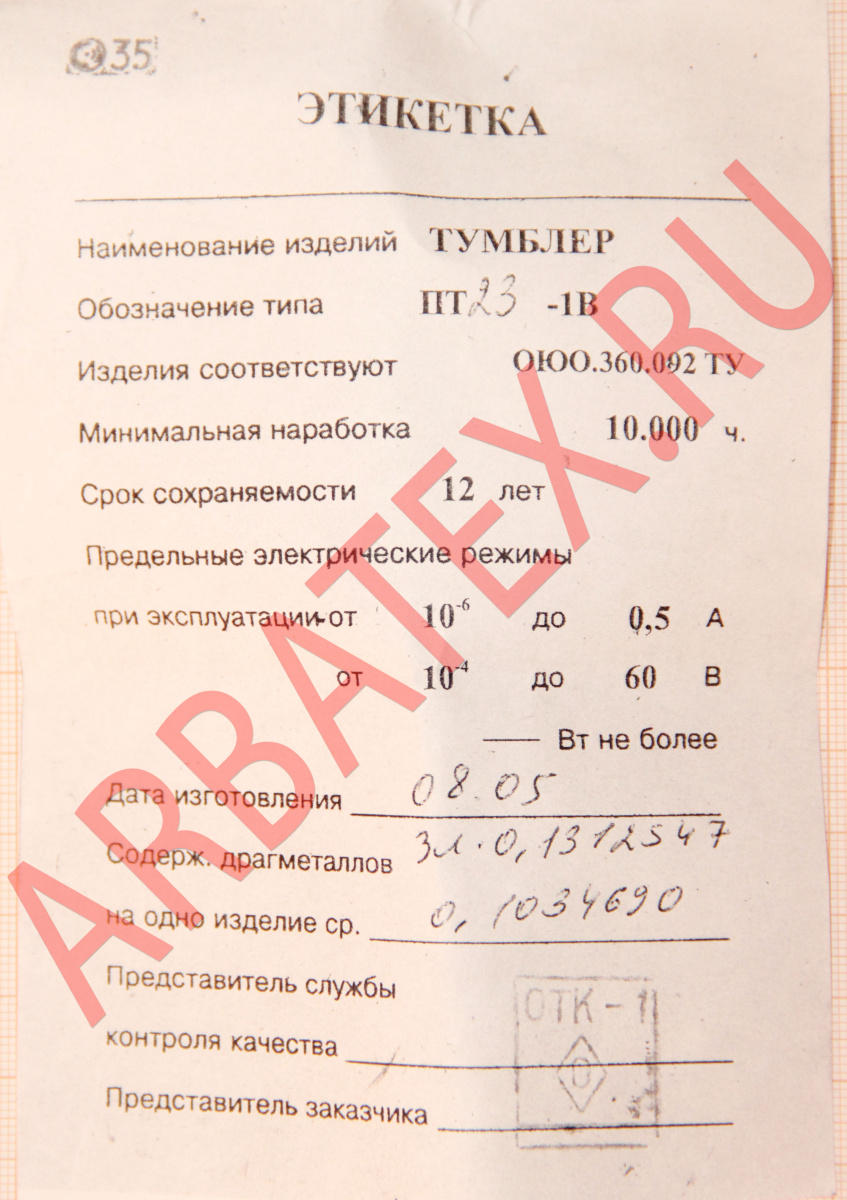 35
ЭТИКЕТКА
Наименование изделий ТУМБЛЕР
Обозначение типа ПТ23 -1В
Изделия соответствуют ОЮО.360.092 ТУ
Минимальная наработка 10.000 ч.
Срок сохраняемости 12 лет
Предельные электрические режимы
при эксплуатации-от 10⁻⁶ до 0,5 А
от 10⁻⁴ до 60 В
— Вт не более
Дата изготовления 08.05
Содерж. драгметаллов Зл. 0,1312547
на одно изделие ср. 0,1034690
Представитель службы
контроля качества
Представитель заказчика
ОТК - 1
0
ARBATEX.RU